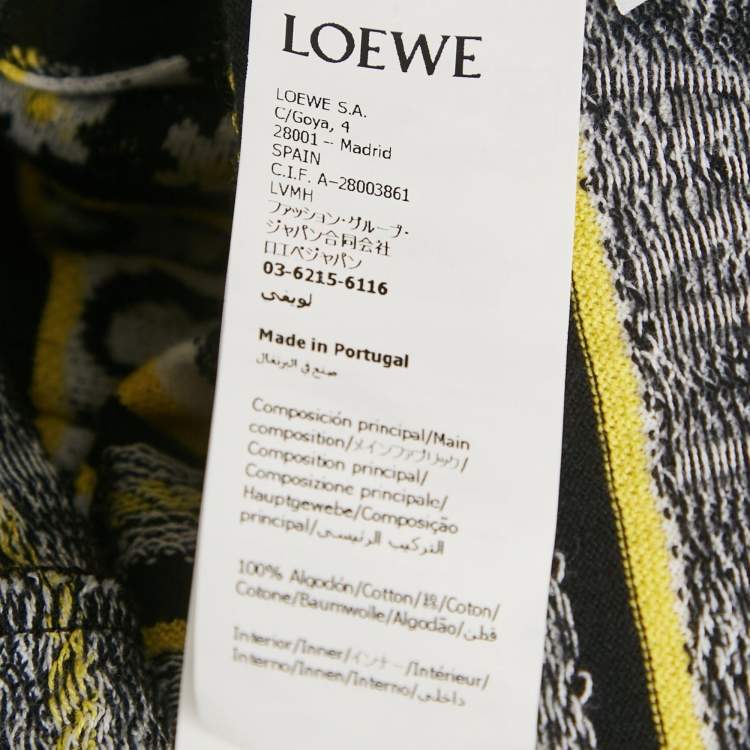 LOEWE
LOEWE S.A.
C/Goya, 4
28001 - Madrid
SPAIN
C.I.F. A-28003861
LVMH
ファッション・グループ・
ジャパン合同会社
ロエベジャパン
03-6215-6116
لويفي
Made in Portugal
صنع في البرتغال
Composición principal/Main
composition/メインファブリック/
Composition principal/
Composizione principale/
Hauptgewebe/Composição
principal/التركيب الرئيسى/
100% Algodón/Cotton/綿/Coton/
Cotone/Baumwolle/Algodão/قطن
Interior/Inner/インナー/Intérieur/
Interno/Innen/Interno/داخلى/